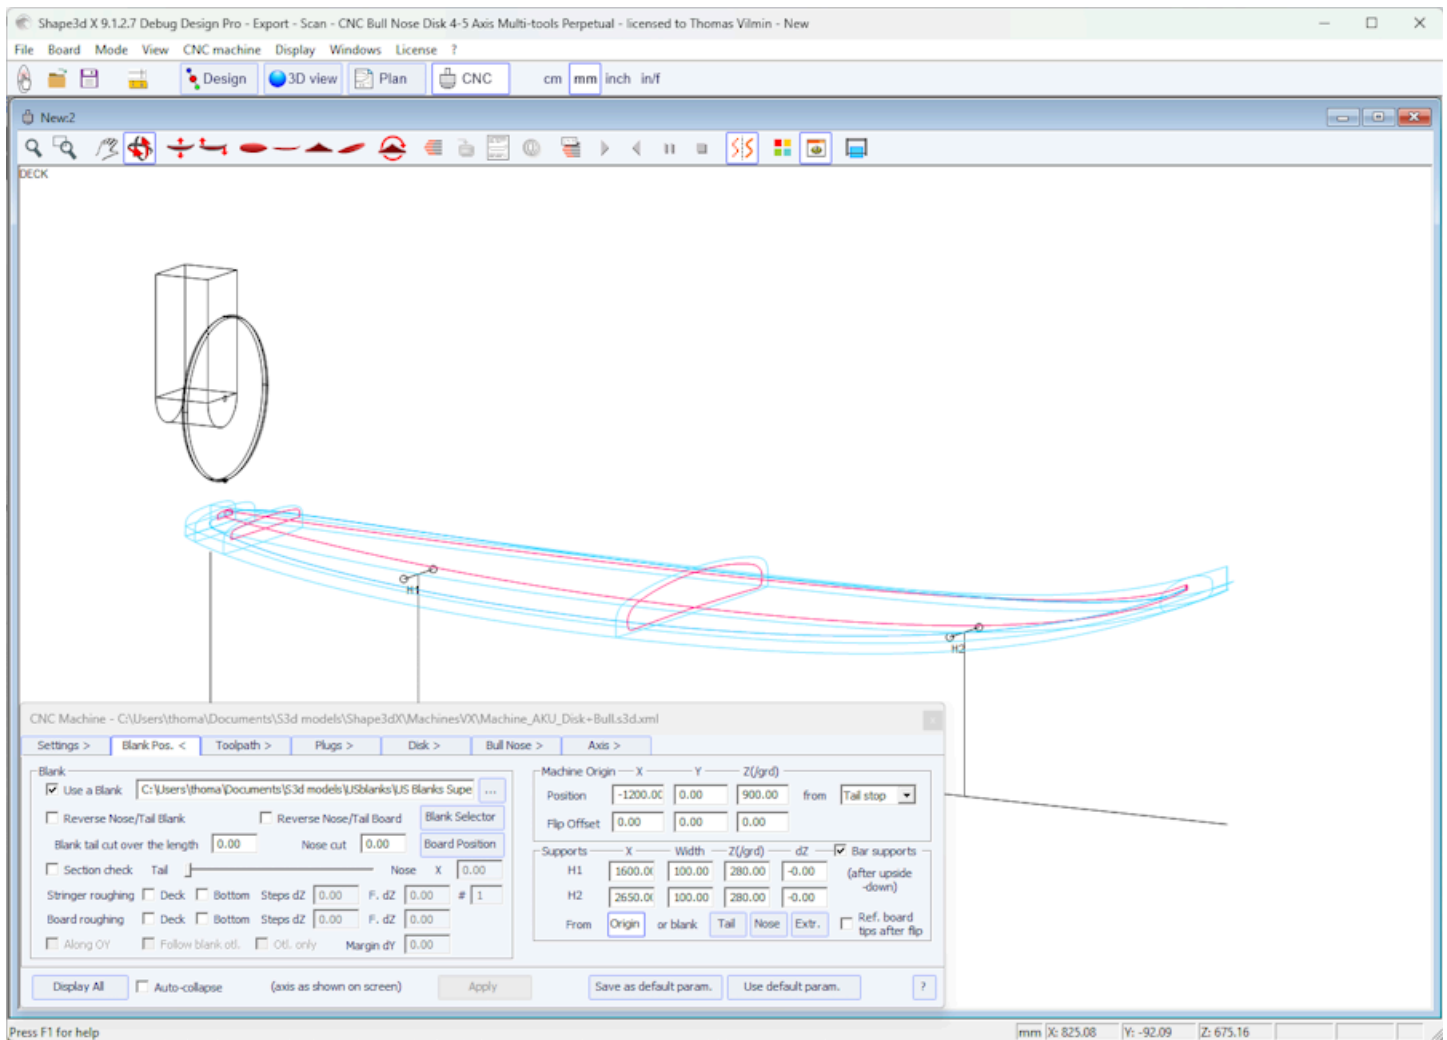 Shape3d X 9.1.2.7 Debug Design Pro - Export - Scan - CNC Bull Nose Disk 4-5 Axis Multi-tools Perpetual - licensed to Thomas Vilmin - New
File Board Mode View CNC machine Display Windows License ?
Design 3D view Plan CNC cm mm inch in/f
New:2
DECK
H1
H2
CNC Machine - C:\Users\thoma\Documents\S3d models\Shape3dX\MachinesVX\Machine_AKU_Disk+Bull.s3d.xml
Settings > Blank Pos. < Toolpath > Plugs > Disk > Bull Nose > Axis >
Blank
Use a Blank C:\Users\thoma\Documents\S3d models\USblanks\US Blanks Supe ...
Reverse Nose/Tail Blank Reverse Nose/Tail Board Blank Selector
Blank tail cut over the length 0.00 Nose cut 0.00 Board Position
Section check Tail Nose X 0.00
Stringer roughing Deck Bottom Steps dZ 0.00 F. dZ 0.00 # 1
Board roughing Deck Bottom Steps dZ 0.00 F. dZ 0.00
Along OY Follow blank otl. Otl. only Margin dY 0.00
Machine Origin X Y Z(/grd)
Position -1200.00 0.00 900.00 from Tail stop
Flip Offset 0.00 0.00 0.00
Supports X Width Z(/grd) dZ Bar supports
H1 1600.0 100.00 280.00 -0.00 (after upside
-down)
H2 2650.0 100.00 280.00 -0.00
From Origin or blank Tail Nose Extr. Ref. board
tips after flip
Display All Auto-collapse (axis as shown on screen) Apply Save as default param. Use default param. ?
Press F1 for help mm X: 825.08 Y: -92.09 Z: 675.16